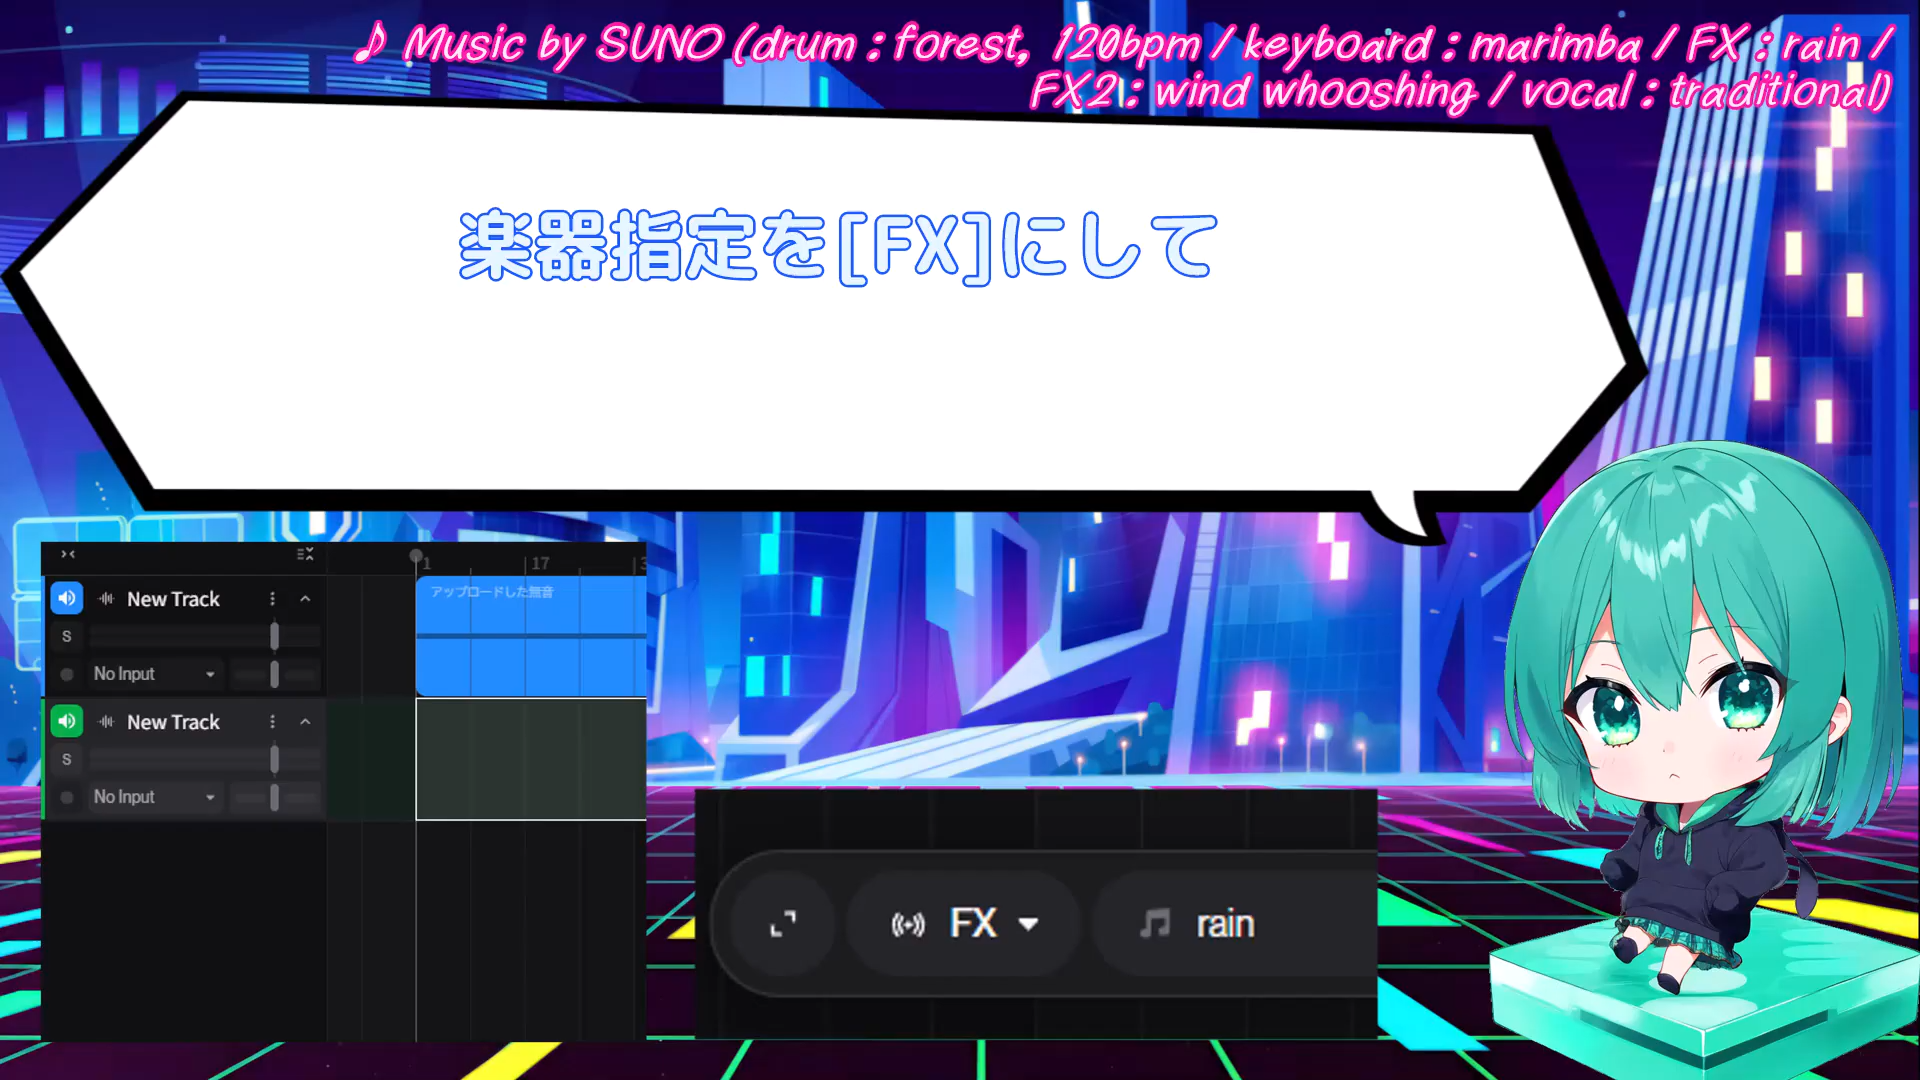 ♪ Music by SUNO (drum : forest, 120bpm / keyboard : marimba / FX : rain /
FX2 : wind whooshing / vocal : traditional)
楽器指定を[FX]にして
1 17 3
New Track
アップロードした無音
S
No Input
New Track
S
No Input
FX rain